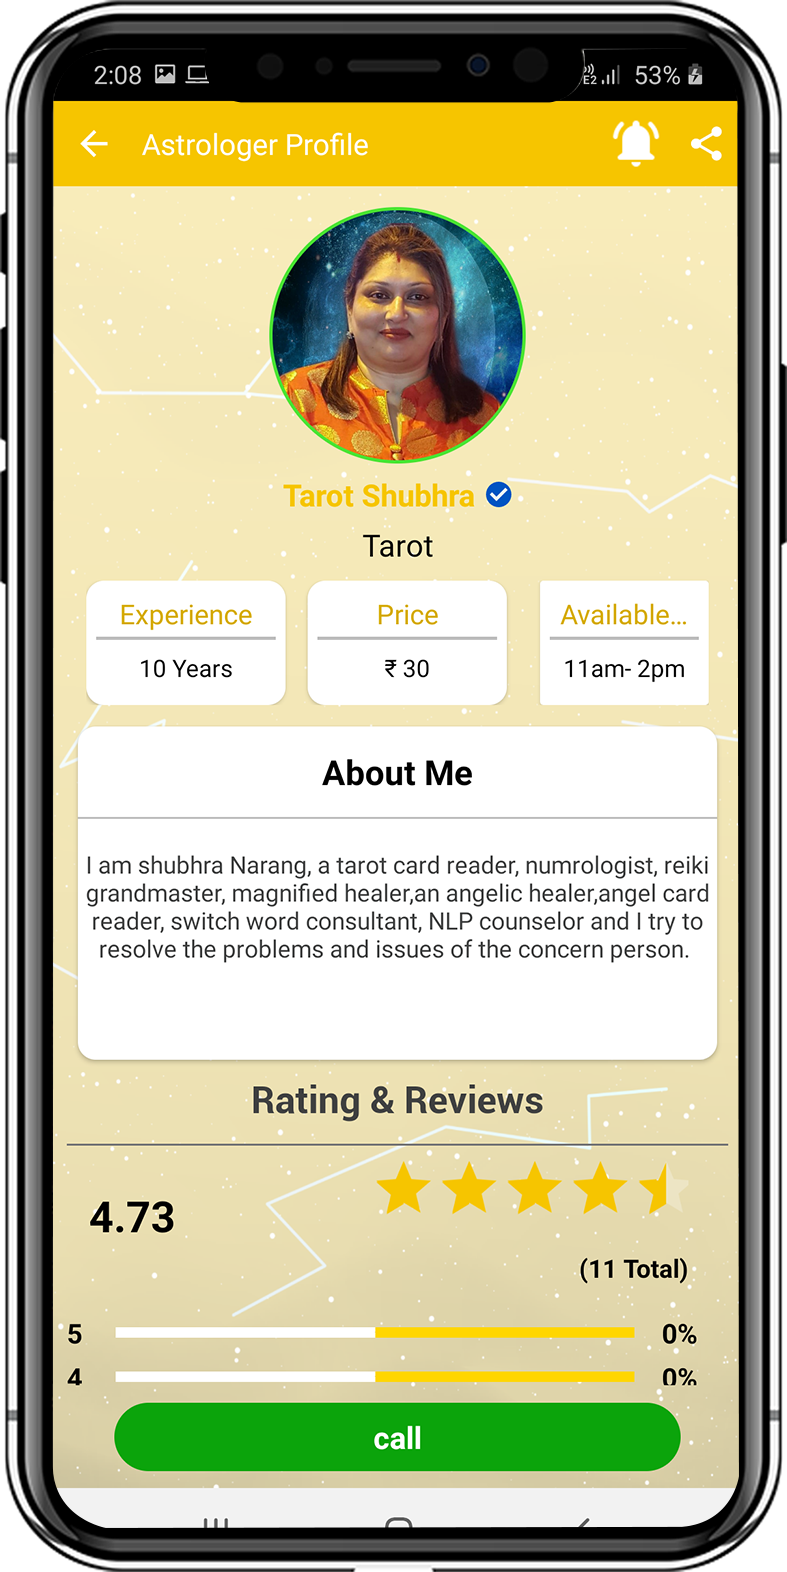 2:08 53%
Astrologer Profile
Tarot Shubhra
Tarot
Experience Price Available...
10 Years ₹ 30 11am- 2pm
About Me
I am shubhra Narang, a tarot card reader, numrologist, reiki
grandmaster, magnified healer,an angelic healer,angel card
reader, switch word consultant, NLP counselor and I try to
resolve the problems and issues of the concern person.
Rating & Reviews
4.73
(11 Total)
5 0%
4 0%
call